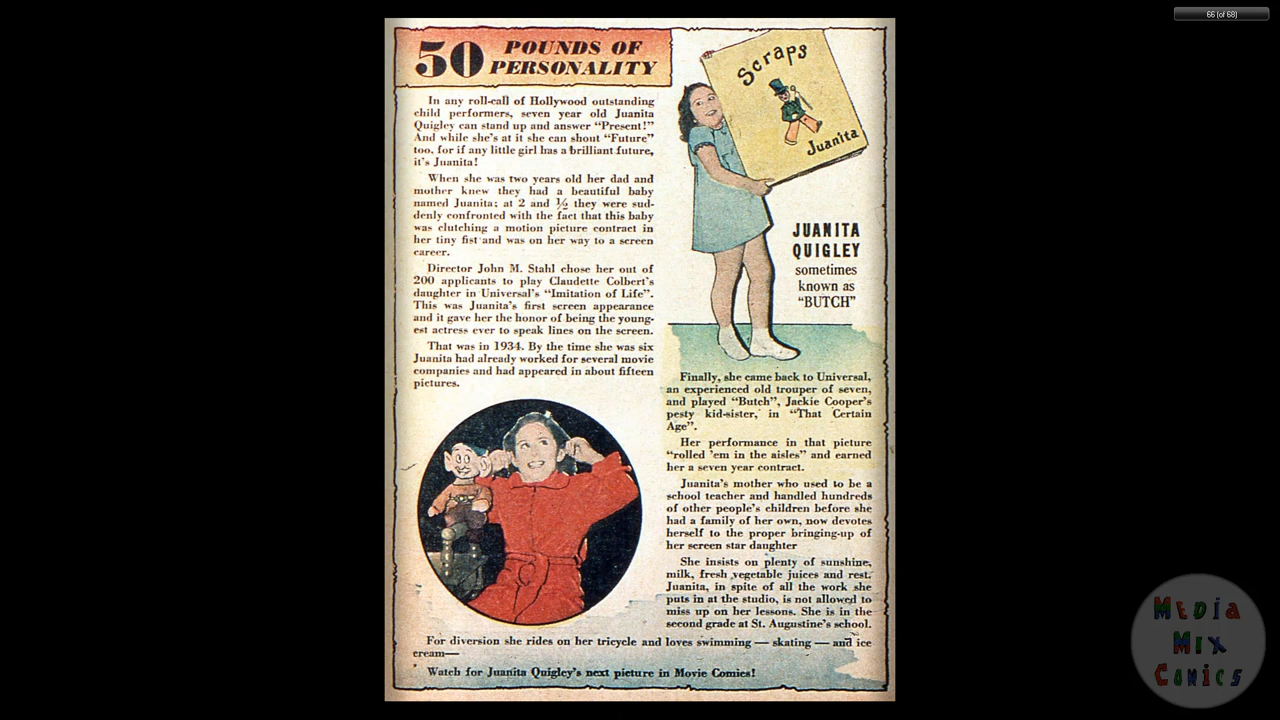 66 (of 68)
50 POUNDS OF
PERSONALITY
In any roll-call of Hollywood outstanding
child performers, seven year old Juanita
Quigley can stand up and answer “Present!”
And while she’s at it she can shout “Future”
too, for if any little girl has a brilliant future,
it’s Juanita!
When she was two years old her dad and
mother knew they had a beautiful baby
named Juanita; at 2 and ½ they were sud-
denly confronted with the fact that this baby
was clutching a motion picture contract in
her tiny fist and was on her way to a screen
career.
Director John M. Stahl chose her out of
200 applicants to play Claudette Colbert’s
daughter in Universal’s “Imitation of Life”.
This was Juanita’s first screen appearance
and it gave her the honor of being the young-
est actress ever to speak lines on the screen.
That was in 1934. By the time she was six
Juanita had already worked for several movie
companies and had appeared in about fifteen
pictures.
Scraps
Juanita
JUANITA
QUIGLEY
sometimes
known as
“BUTCH”
Finally, she came back to Universal,
an experienced old trouper of seven,
and played “Butch”, Jackie Cooper’s
pesty kid-sister, in “That Certain
Age”.
Her performance in that picture
“rolled ’em in the aisles” and earned
her a seven year contract.
Juanita’s mother who used to be a
school teacher and handled hundreds
of other people’s children before she
had a family of her own, now devotes
herself to the proper bringing-up of
her screen star daughter
She insists on plenty of sunshine,
milk, fresh vegetable juices and rest.
Juanita, in spite of all the work she
puts in at the studio, is not allowed to
miss up on her lessons. She is in the
second grade at St. Augustine’s school.
For diversion she rides on her tricycle and loves swimming — skating — and ice
cream—
Watch for Juanita Quigley’s next picture in Movie Comics!
MEDiA
MiX
COMiCS